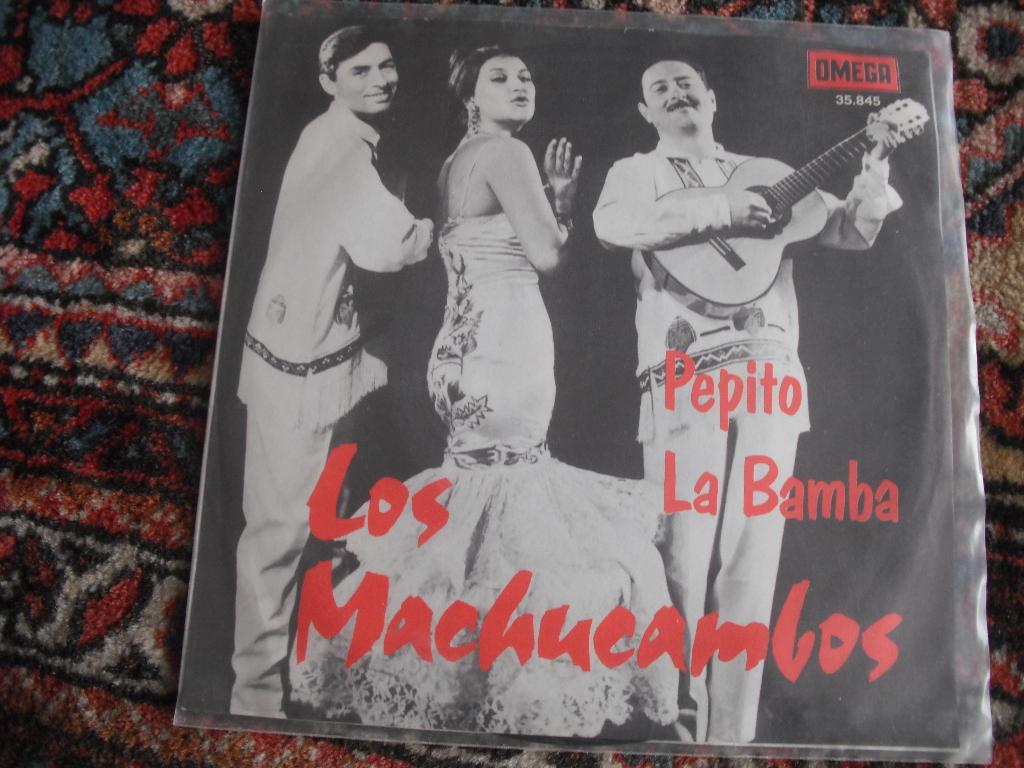 OMEGA
35.845
Pepito
La Bamba
Los
Machucambos